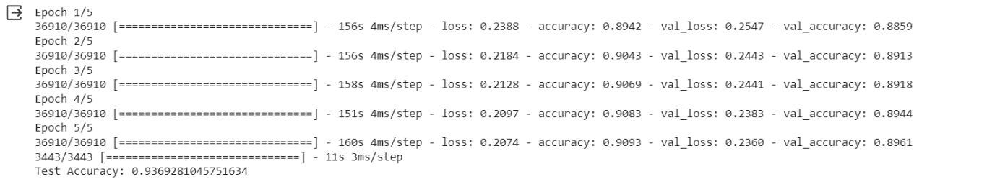 Epoch 1/5
36910/36910 [==============================] - 156s 4ms/step - loss: 0.2388 - accuracy: 0.8942 - val_loss: 0.2547 - val_accuracy: 0.8859
Epoch 2/5
36910/36910 [==============================] - 156s 4ms/step - loss: 0.2184 - accuracy: 0.9043 - val_loss: 0.2443 - val_accuracy: 0.8913
Epoch 3/5
36910/36910 [==============================] - 158s 4ms/step - loss: 0.2128 - accuracy: 0.9069 - val_loss: 0.2441 - val_accuracy: 0.8918
Epoch 4/5
36910/36910 [==============================] - 151s 4ms/step - loss: 0.2097 - accuracy: 0.9083 - val_loss: 0.2383 - val_accuracy: 0.8944
Epoch 5/5
36910/36910 [==============================] - 160s 4ms/step - loss: 0.2074 - accuracy: 0.9093 - val_loss: 0.2360 - val_accuracy: 0.8961
3443/3443 [==============================] - 11s 3ms/step
Test Accuracy: 0.9369281045751634